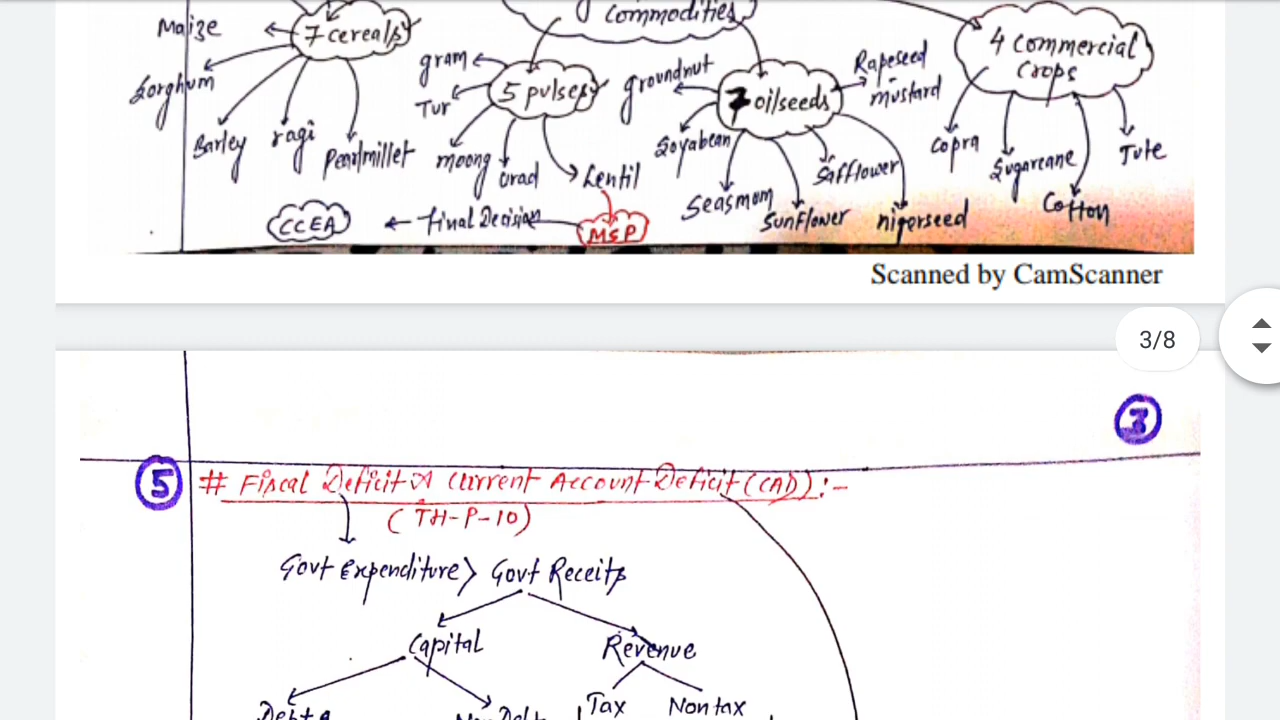 commodities
Maize
7 cereals
4 Commercial
Crops
gram
Tur
5 pulses
groundnut
7 oilseeds
Rapeseed
mustard
Sorghum
Barley
ragi
Pearlmillet
moong
urad
Lentil
Soyabean
Seasmom
SunFlower
Safflower
nigerseed
Copra
Sugarcane
Cotton
Jute
CCEA
final Decision
MSP
Scanned by CamScanner
3/8
3
5 # Fiscal Deficit & Current Account Deficit (CAD):-
(TH-P-10)
Govt Expenditure > Govt Receits
Capital
Revenue
Tax
Non tax